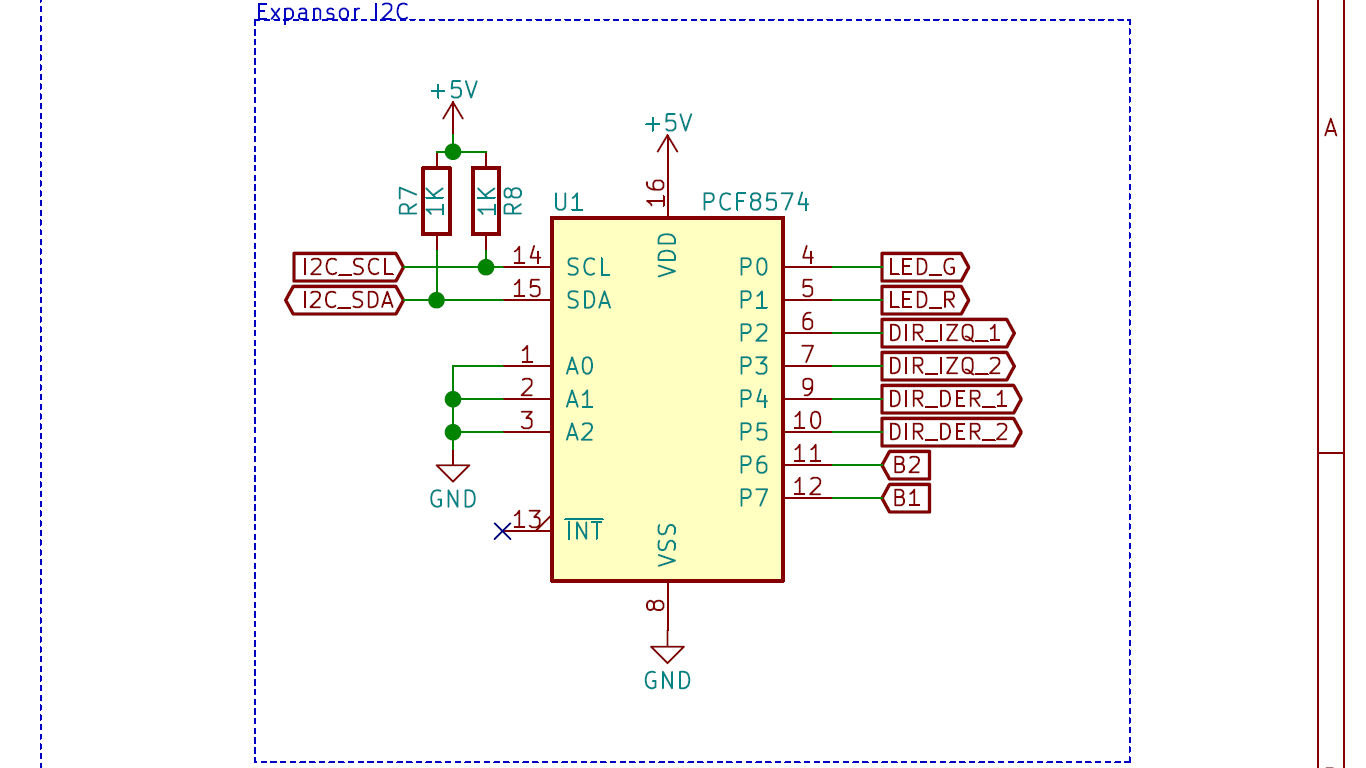 Expansor I2C
+5V
+5V
A
R7
1K
1K
R8
16
U1
PCF8574
VDD
I2C_SCL
14
SCL
P0
4
LED_G
I2C_SDA
15
SDA
P1
5
LED_R
P2
6
DIR_IZQ_1
1
A0
P3
7
DIR_IZQ_2
2
A1
P4
9
DIR_DER_1
3
A2
P5
10
DIR_DER_2
P6
11
B2
GND
P7
12
B1
13
INT
VSS
8
GND